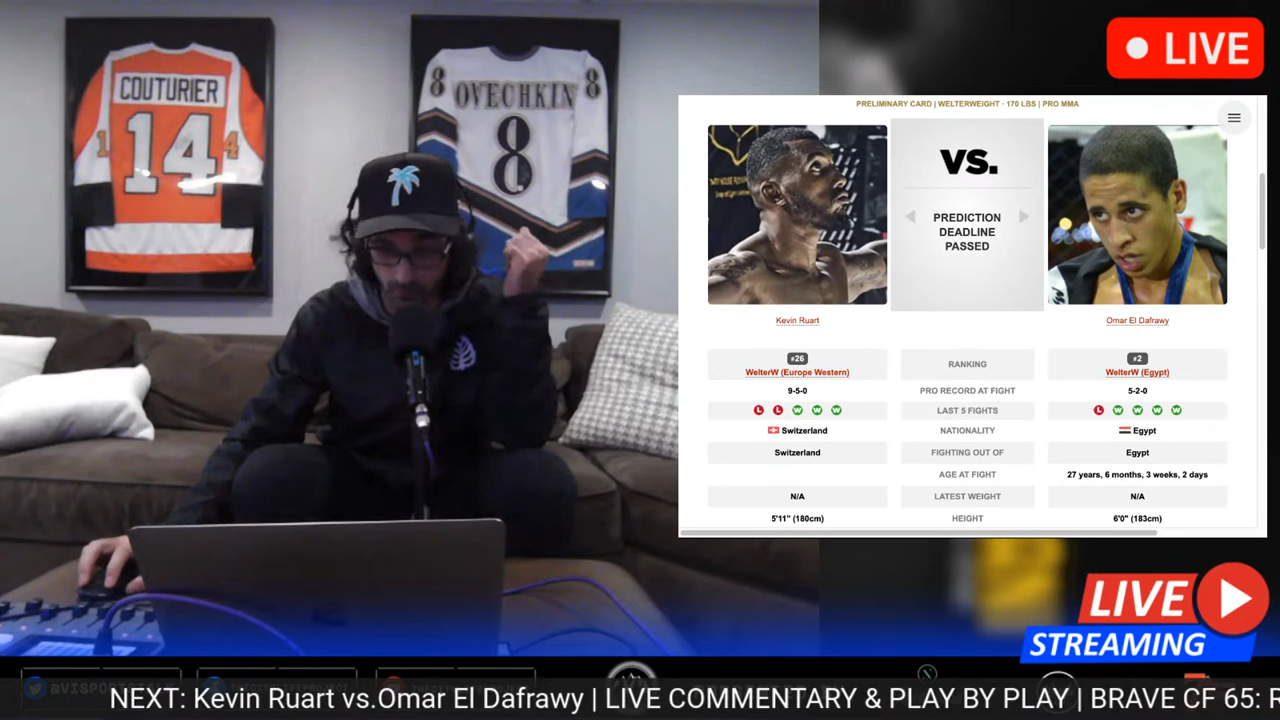 COUTURIER
14
14
4
8
8
OVECHKIN
8
LIVE
PRELIMINARY CARD | WELTERWEIGHT · 170 LBS | PRO MMA
VS.
PREDICTION
DEADLINE
PASSED
Kevin Ruart
Omar El Dafrawy
#26
WelterW (Europe Western)
RANKING
#2
WelterW (Egypt)
9-5-0
PRO RECORD AT FIGHT
5-2-0
L L W W W
LAST 5 FIGHTS
L W W W W
Switzerland
NATIONALITY
Egypt
Switzerland
FIGHTING OUT OF
Egypt
AGE AT FIGHT
27 years, 6 months, 3 weeks, 2 days
N/A
LATEST WEIGHT
N/A
5'11" (180cm)
HEIGHT
6'0" (183cm)
LIVE
STREAMING
NEXT: Kevin Ruart vs.Omar El Dafrawy | LIVE COMMENTARY & PLAY BY PLAY | BRAVE CF 65: